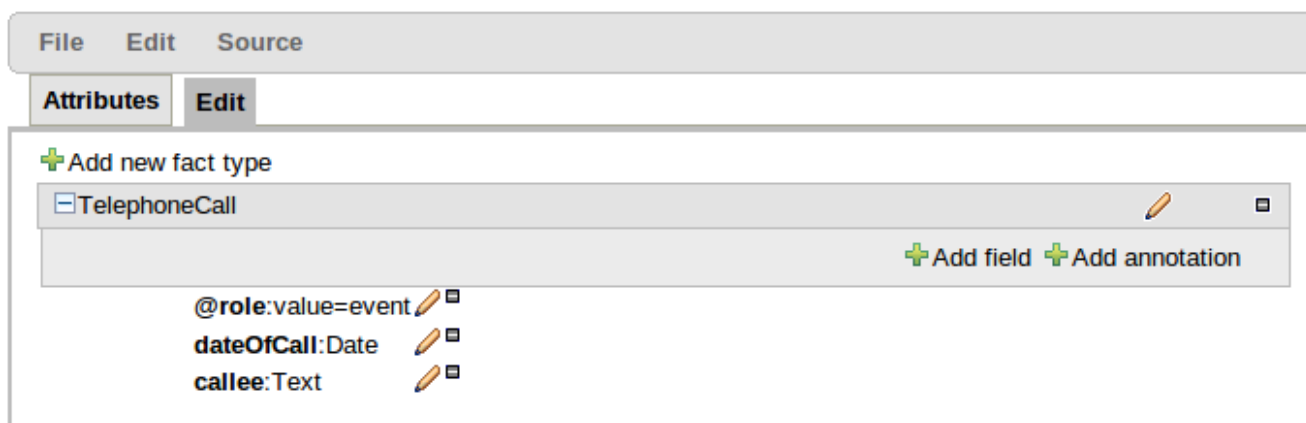 File Edit Source
Attributes Edit
Add new fact type
TelephoneCall
Add field Add annotation
@role:value=event
dateOfCall:Date
callee:Text